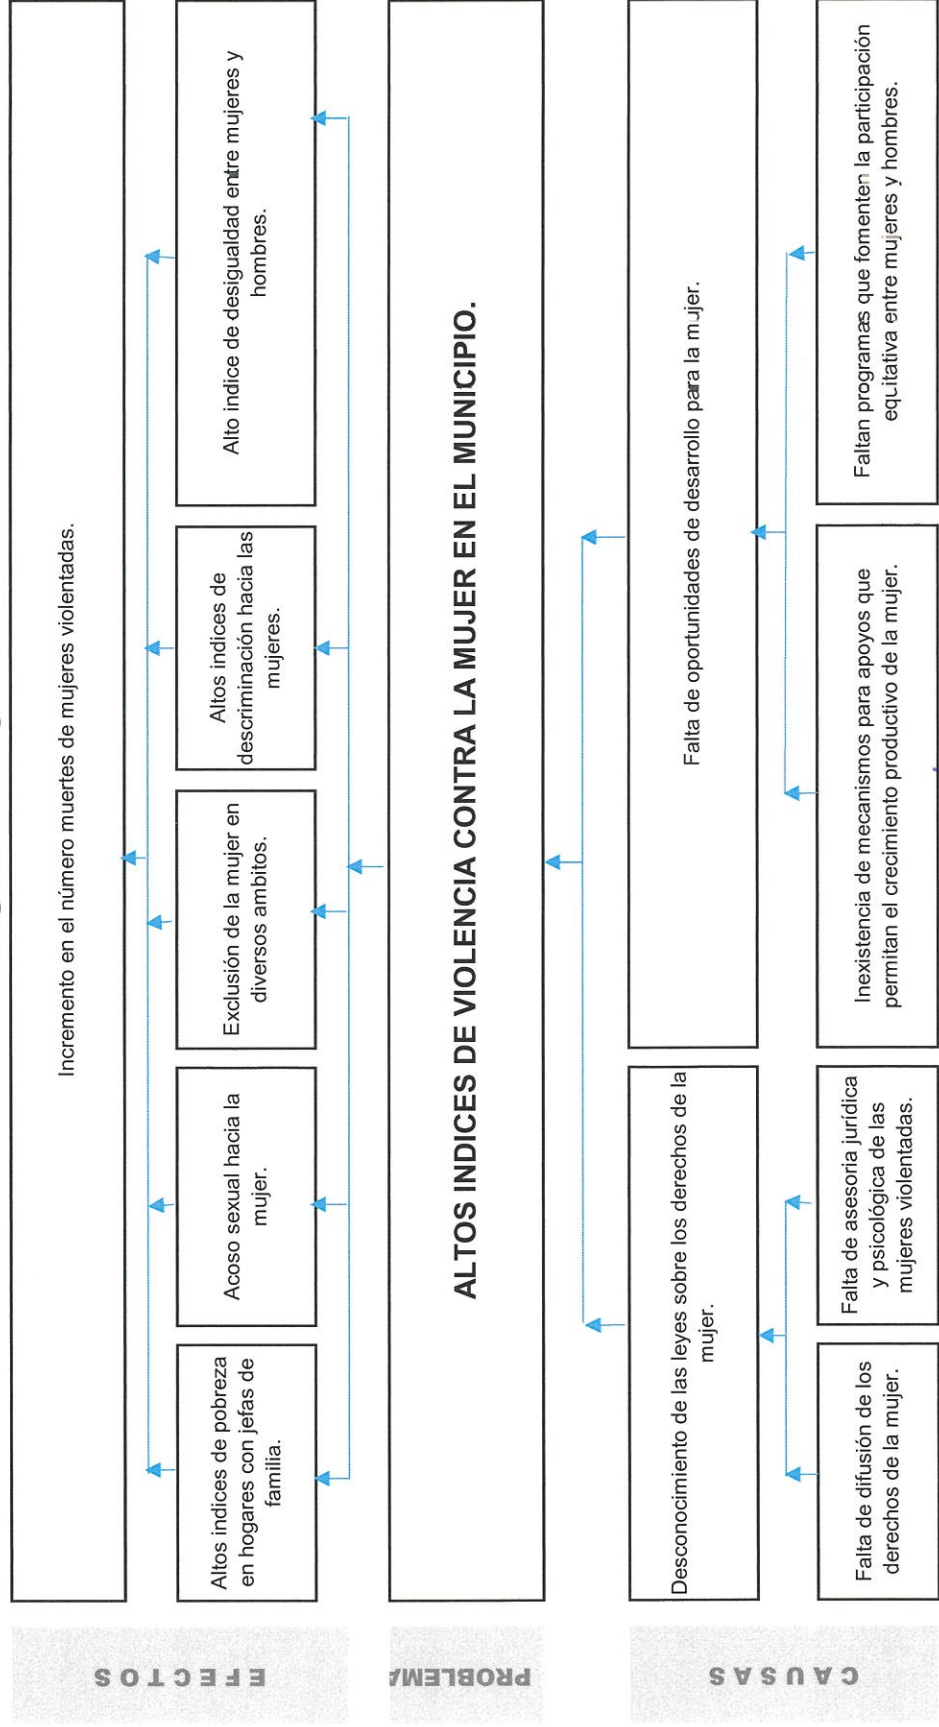 EFECTOS
Incremento en el número muertes de mujeres violentadas.
Altos indices de pobreza
en hogares con jefas de
familia.
Acoso sexual hacia la
mujer.
Exclusión de la mujer en
diversos ambitos.
Altos indices de
descriminación hacia las
mujeres.
Alto indice de desigualdad entre mujeres y
hombres.
PROBLEMA
ALTOS INDICES DE VIOLENCIA CONTRA LA MUJER EN EL MUNICIPIO.
CAUSAS
Desconocimiento de las leyes sobre los derechos de la
mujer.
Falta de oportunidades de desarrollo para la mujer.
Falta de difusión de los
derechos de la mujer.
Falta de asesoria jurídica
y psicológica de las
mujeres violentadas.
Inexistencia de mecanismos para apoyos que
permitan el crecimiento productivo de la mujer.
Faltan programas que fomenten la participación
equitativa entre mujeres y hombres.